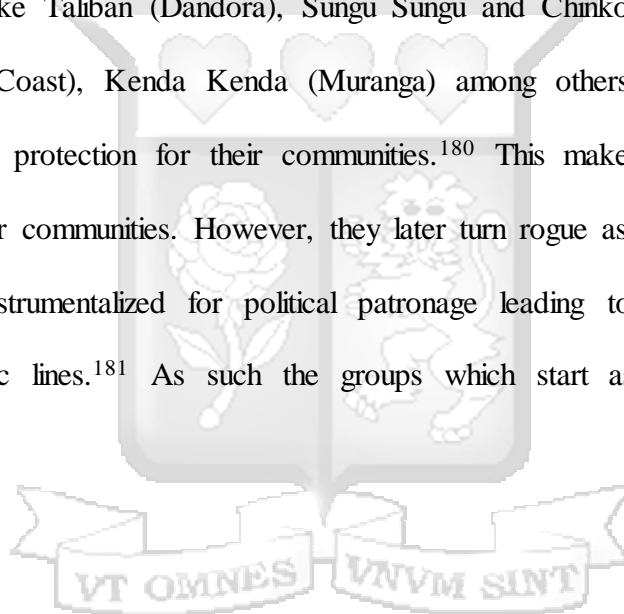 ke Taliban (Dandora), Sungu Sungu and Chinko
Coast), Kenda Kenda (Muranga) among others
protection for their communities.180 This make
r communities. However, they later turn rogue as
strumentalized for political patronage leading to
c lines.181 As such the groups which start as
VT OMNES VNVM SINT